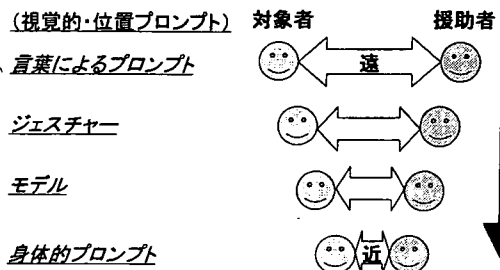 (視覚的・位置プロンプト) 対象者 援助者
言葉によるプロンプト 遠
ジェスチャー
モデル
身体的プロンプト 近